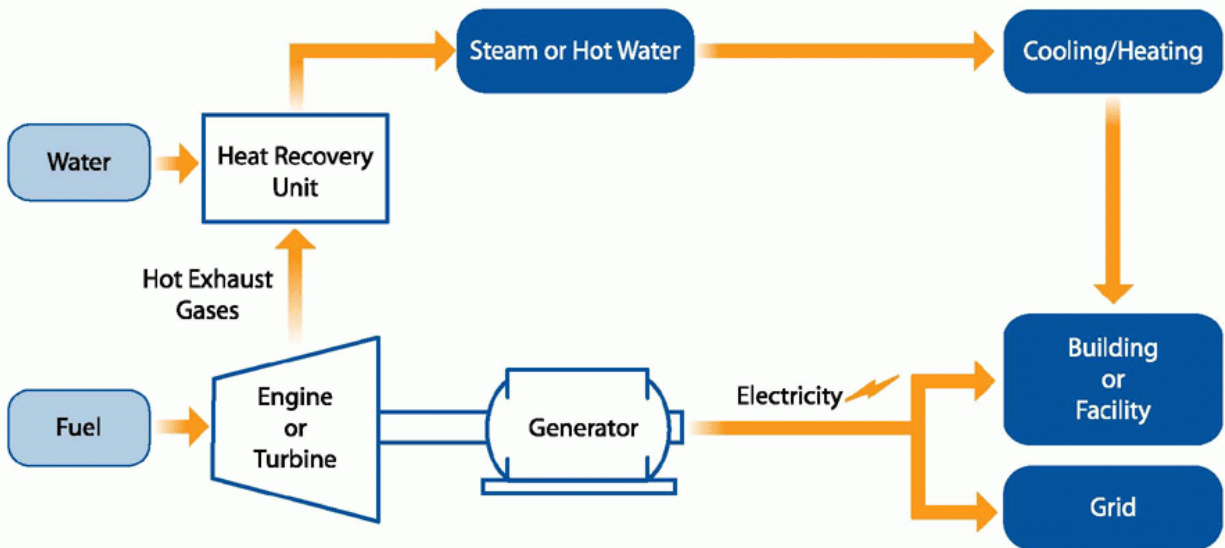 Steam or Hot Water
Cooling/Heating
Water
Heat Recovery
Unit
Hot Exhaust
Gases
Building
or
Facility
Fuel
Engine
or
Turbine
Generator
Electricity
Grid